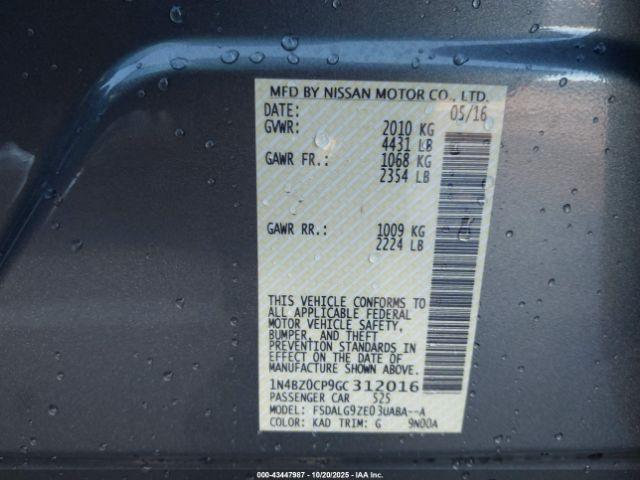 MFD BY NISSAN MOTOR CO., LTD.
DATE: 05/16
GVWR: 2010 KG
4431 LB
GAWR FR.: 1068 KG
2354 LB
GAWR RR.: 1009 KG
2224 LB
THIS VEHICLE CONFORMS TO
ALL APPLICABLE FEDERAL
MOTOR VEHICLE SAFETY,
BUMPER, AND THEFT
PREVENTION STANDARDS IN
EFFECT ON THE DATE OF
MANUFACTURE SHOWN ABOVE.
1N4BZ0CP9GC312016
PASSENGER CAR 525
MODEL: FSDALG9ZE03UABA--A
COLOR: KAD TRIM: G 9N00A
000-43447987 - 10/20/2025 - IAA Inc.